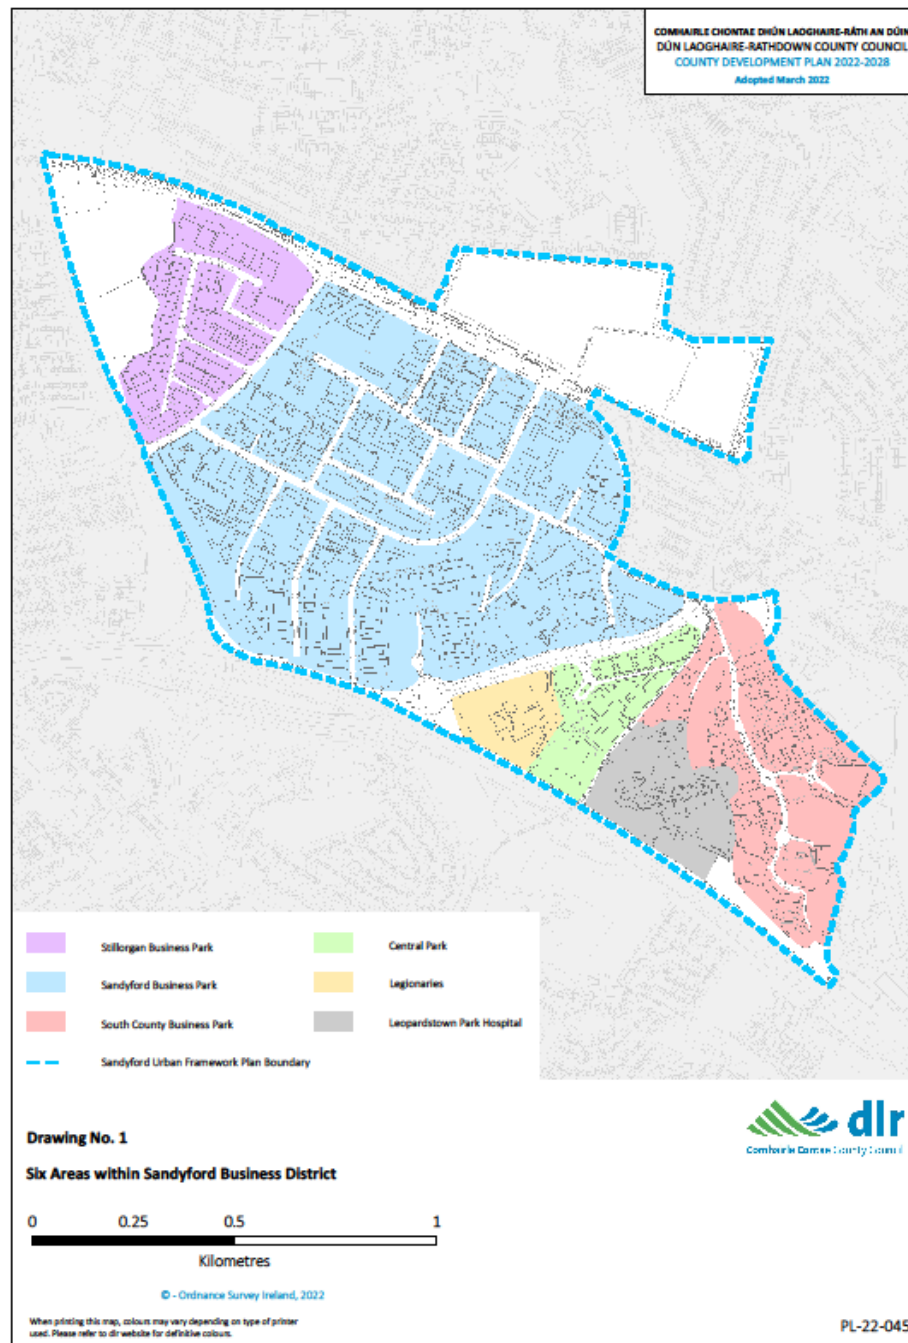 COMHAIRLE CHONTAE DHÚN LAOGHAIRE-RÁTH AN DÚIN
DÚN LAOGHAIRE-RATHDOWN COUNTY COUNCIL
COUNTY DEVELOPMENT PLAN 2022-2028
Adopted March 2022
Stillorgan Business Park
Central Park
Sandyford Business Park
Legionaries
South County Business Park
Leopardstown Park Hospital
Sandyford Urban Framework Plan Boundary
dlr
Comhairle Contae County Council
Drawing No. 1
Six Areas within Sandyford Business District
0 0.25 0.5 1
Kilometres
© - Ordnance Survey Ireland, 2022
When printing this map, colours may vary depending on type of printer
used. Please refer to dlr website for definitive colours.
PL-22-045